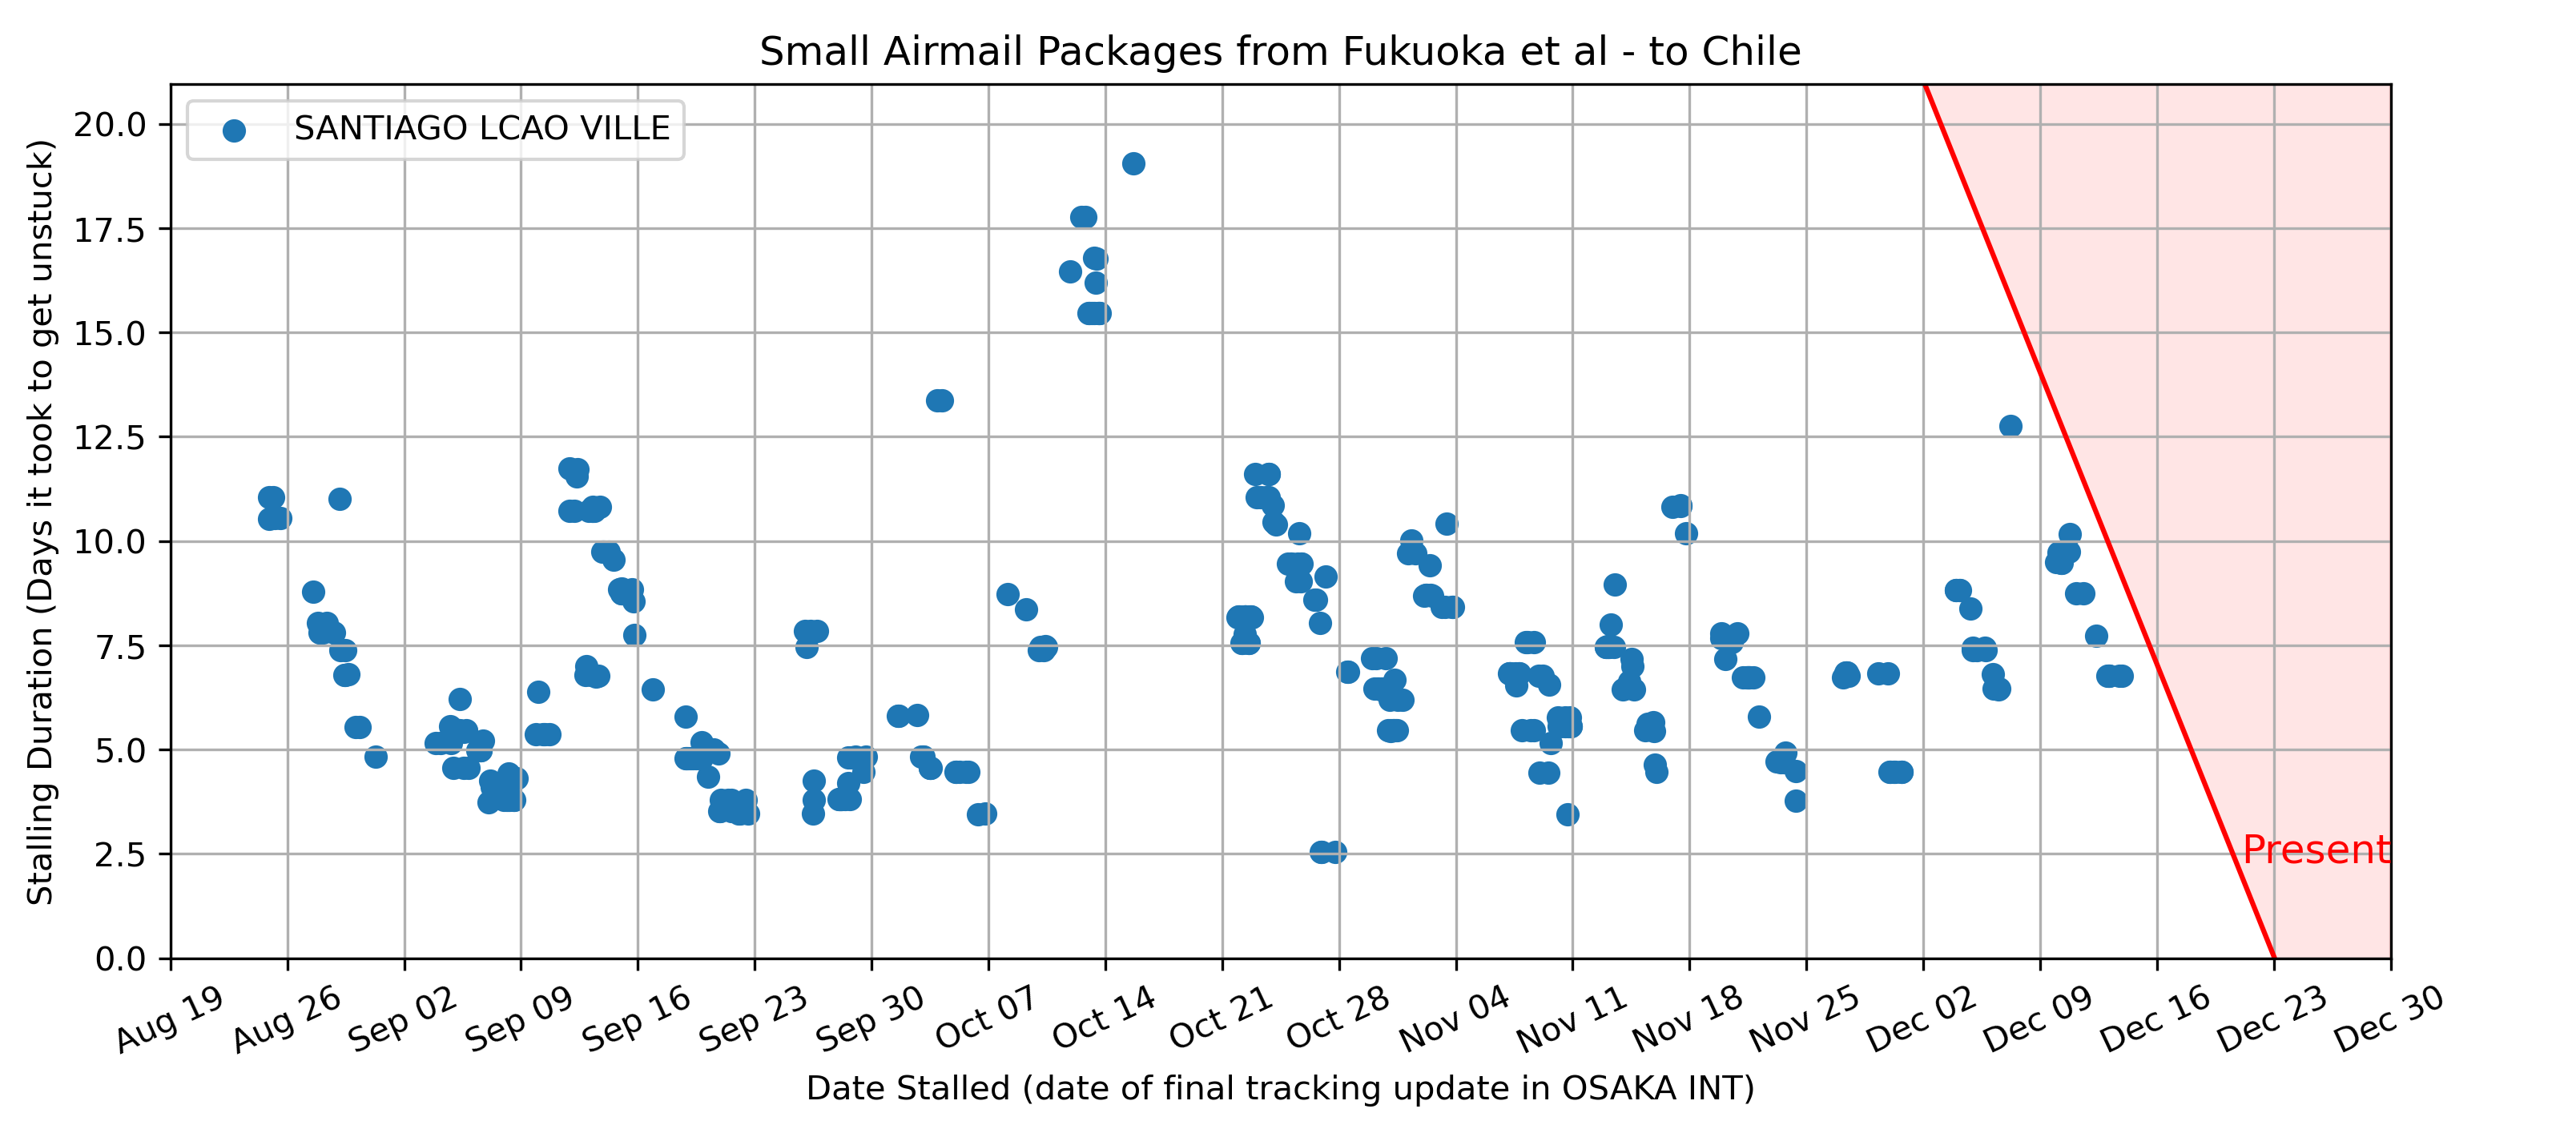 Small Airmail Packages from Fukuoka et al - to Chile
SANTIAGO LCAO VILLE
Stalling Duration (Days it took to get unstuck)
20.0
17.5
15.0
12.5
10.0
7.5
5.0
2.5
0.0
Present
Aug 19
Aug 26
Sep 02
Sep 09
Sep 16
Sep 23
Sep 30
Oct 07
Oct 14
Oct 21
Oct 28
Nov 04
Nov 11
Nov 18
Nov 25
Dec 02
Dec 09
Dec 16
Dec 23
Dec 30
Date Stalled (date of final tracking update in OSAKA INT)